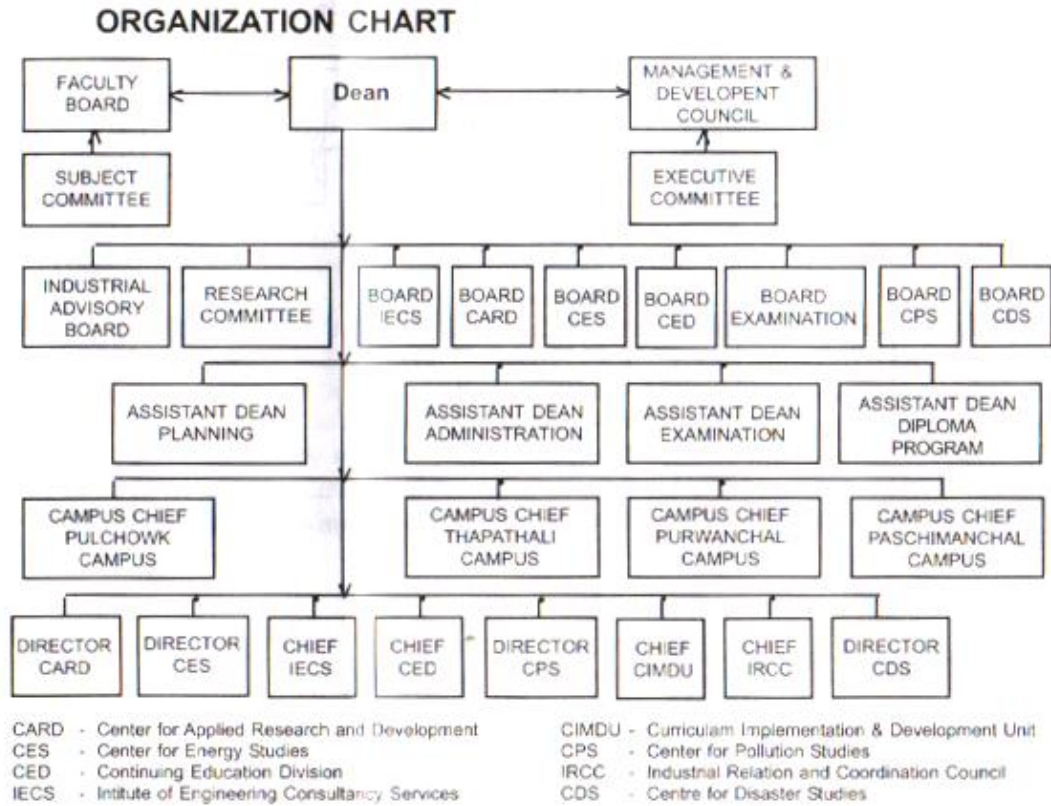 ORGANIZATION CHART
FACULTY
BOARD
Dean
MANAGEMENT &
DEVELOPENT
COUNCIL
SUBJECT
COMMITTEE
EXECUTIVE
COMMITTEE
INDUSTRIAL
ADVISORY
BOARD
RESEARCH
COMMITTEE
BOARD
IECS
BOARD
CARD
BOARD
CES
BOARD
CED
BOARD
EXAMINATION
BOARD
CPS
BOARD
CDS
ASSISTANT DEAN
PLANNING
ASSISTANT DEAN
ADMINISTRATION
ASSISTANT DEAN
EXAMINATION
ASSISTANT DEAN
DIPLOMA
PROGRAM
CAMPUS CHIEF
PULCHOWK
CAMPUS
CAMPUS CHIEF
THAPATHALI
CAMPUS
CAMPUS CHIEF
PURWANCHAL
CAMPUS
CAMPUS CHIEF
PASCHIMANCHAL
CAMPUS
DIRECTOR
CARD
DIRECTOR
CES
CHIEF
IECS
CHIEF
CED
DIRECTOR
CPS
CHIEF
CIMDU
CHIEF
IRCC
DIRECTOR
CDS
CARD - Center for Applied Research and Development
CES - Center for Energy Studies
CED - Continuing Education Division
IECS - Intitute of Engineering Consultancy Services
CIMDU - Curriculam Implementation & Development Unit
CPS - Center for Pollution Studies
IRCC - Industrial Relation and Coordination Council
CDS - Centre for Disaster Studies